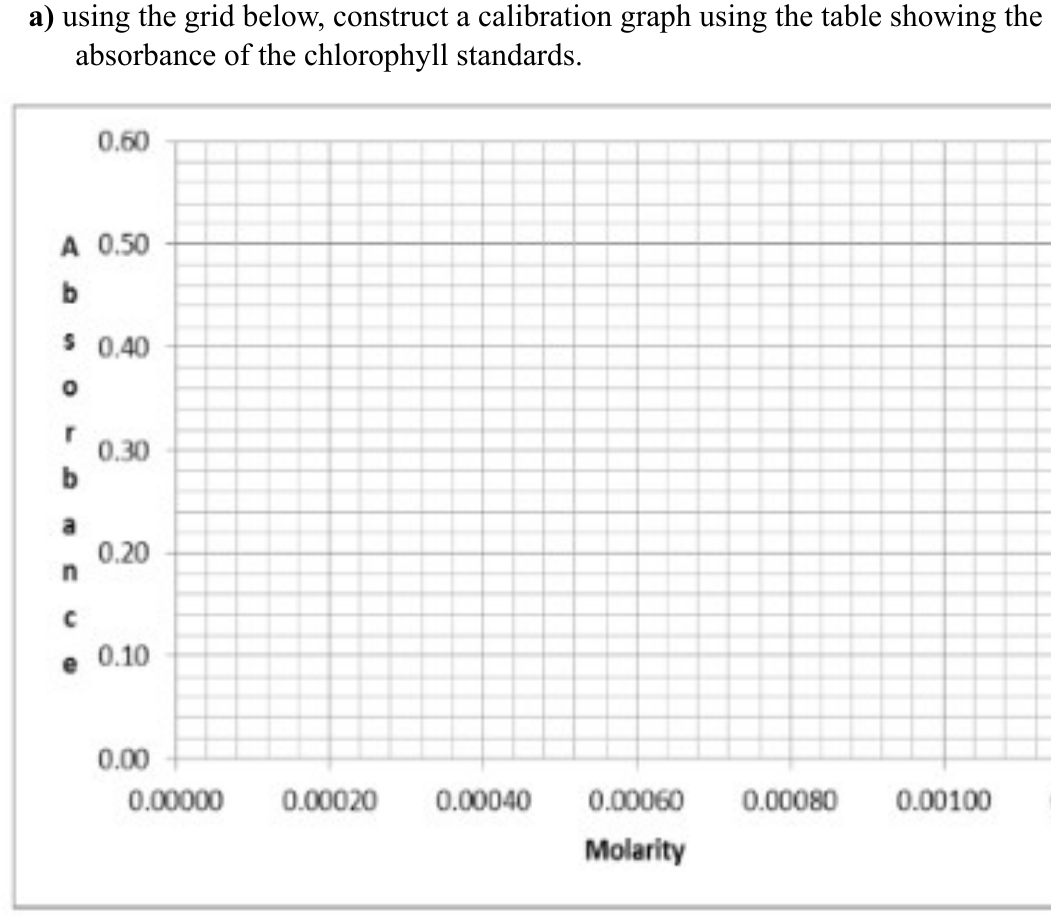 a) using the grid below, construct a calibration graph using the table showing the
absorbance of the chlorophyll standards.
0.60
0.50
0.40
0.30
0.20
0.10
0.00
A
b
s
o
r
b
a
n
c
e
0.00000 0.00020 0.00040 0.00060 0.00080 0.00100
Molarity